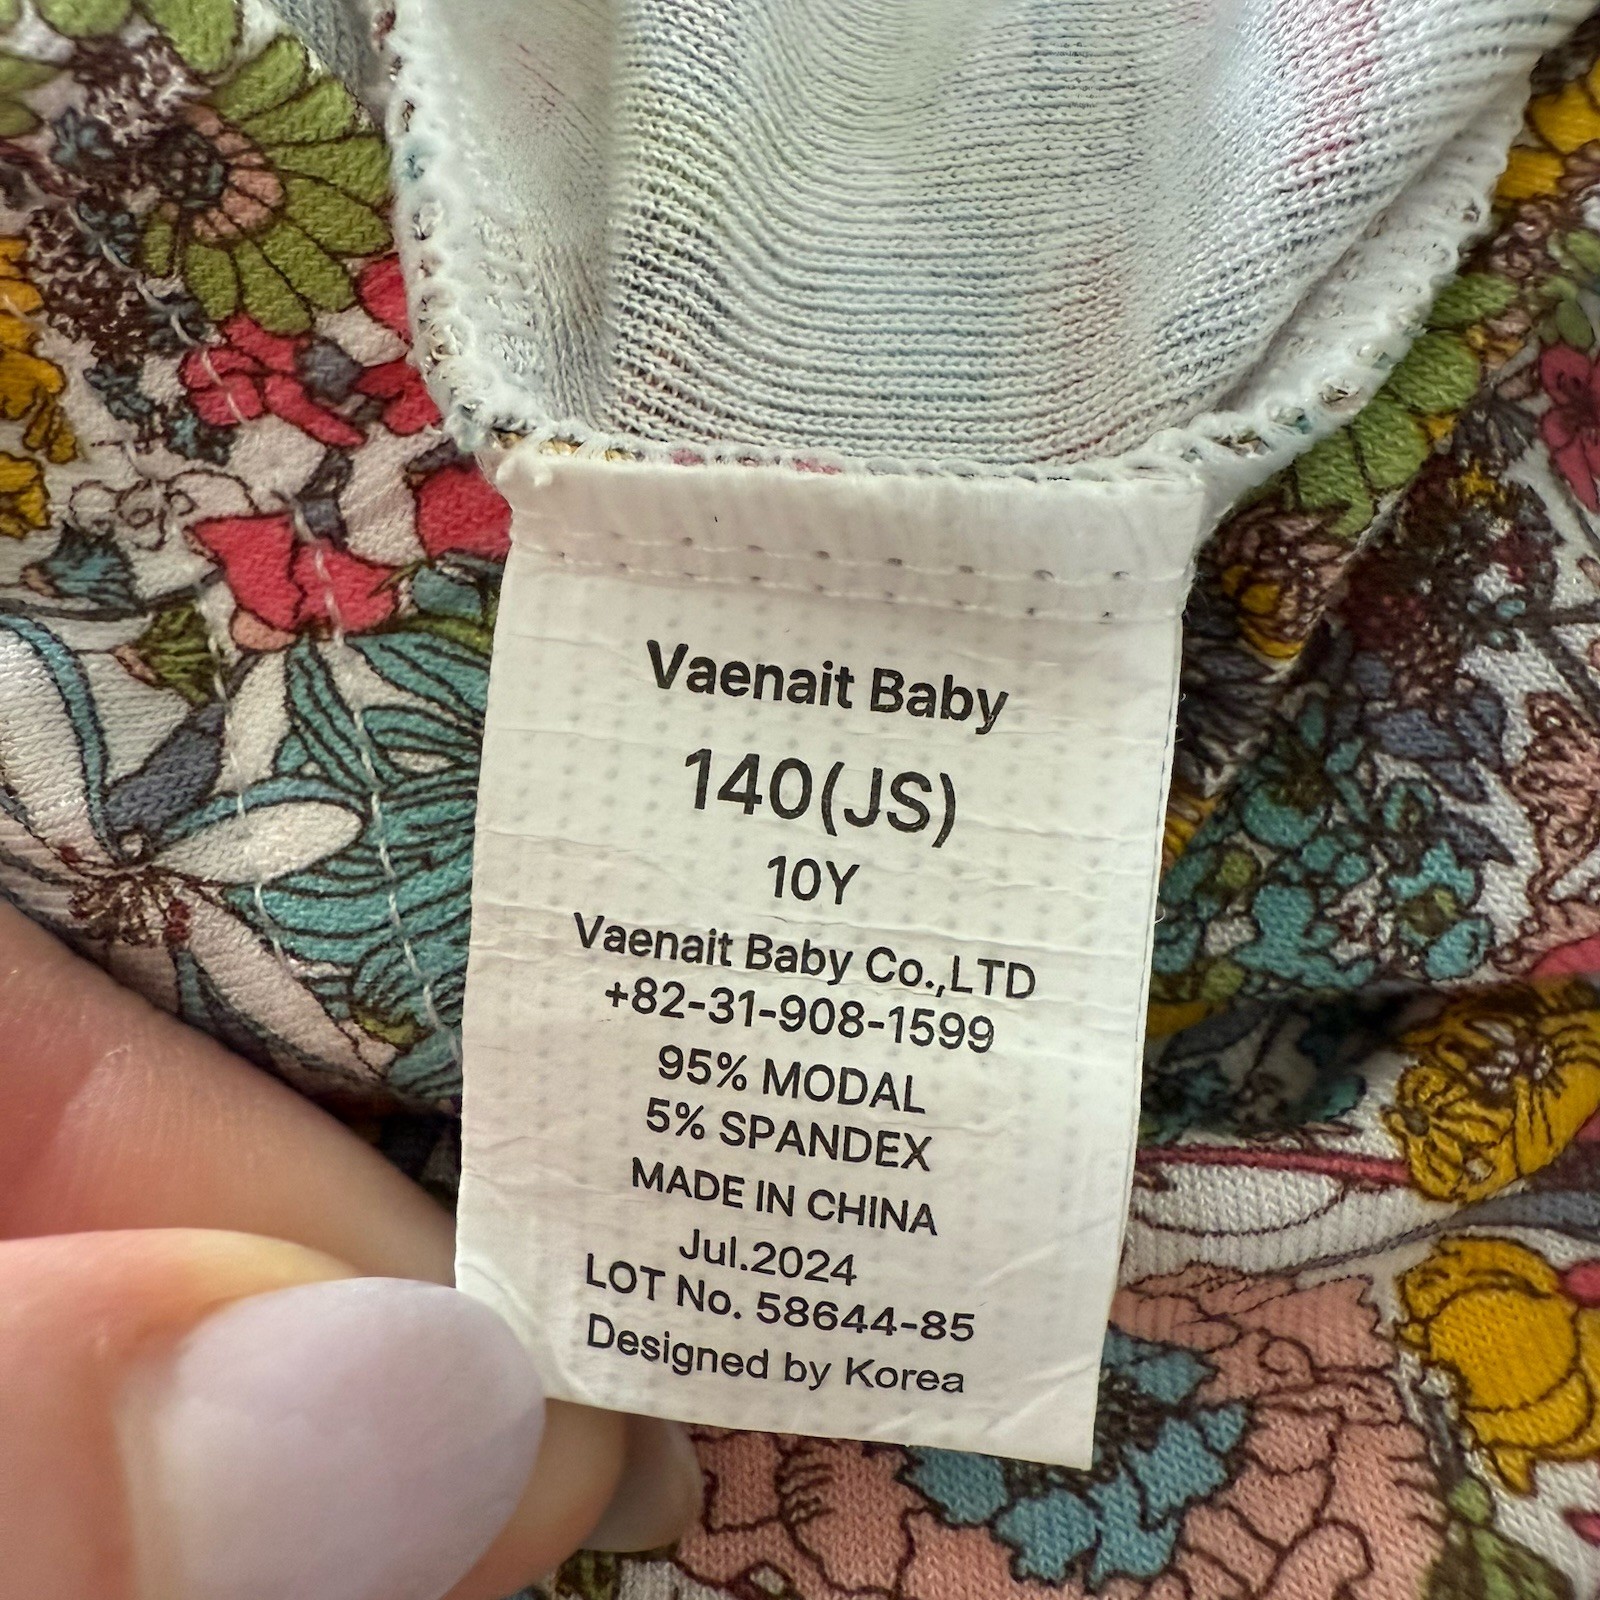 Vaenait Baby
140(JS)
10Y
Vaenait Baby Co.,LTD
+82-31-908-1599
95% MODAL
5% SPANDEX
MADE IN CHINA
Jul.2024
LOT No. 58644-85
Designed by Korea